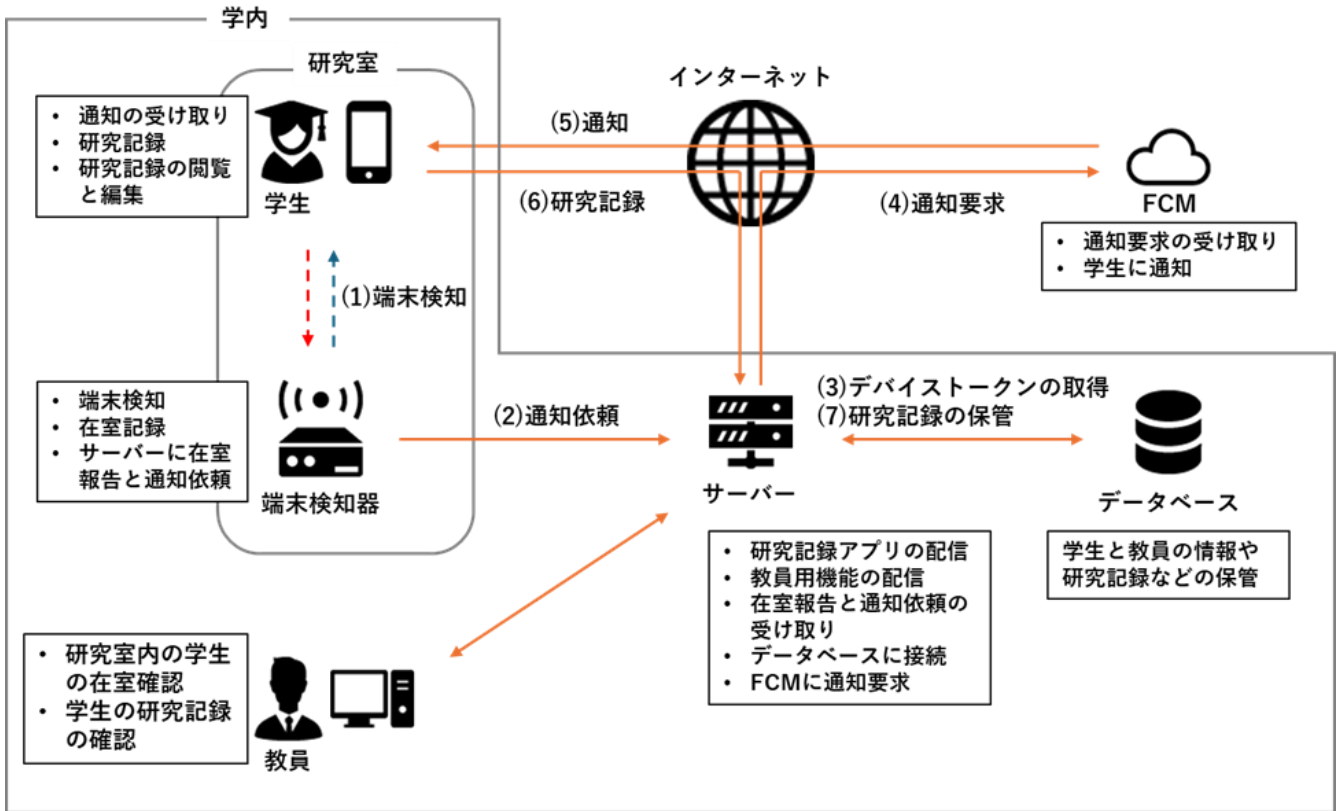 学内
研究室
インターネット
• 通知の受け取り
• 研究記録
• 研究記録の閲覧
と編集
学生
(5)通知
(6)研究記録
(4)通知要求
FCM
• 通知要求の受け取り
• 学生に通知
(1)端末検知
• 端末検知
• 在室記録
• サーバーに在室
報告と通知依頼
端末検知器
(2)通知依頼
(3)デバイストークンの取得
(7)研究記録の保管
サーバー
データベース
• 研究記録アプリの配信
• 教員用機能の配信
• 在室報告と通知依頼の
受け取り
• データベースに接続
• FCMに通知要求
学生と教員の情報や
研究記録などの保管
• 研究室内の学生
の在室確認
• 学生の研究記録
の確認
教員